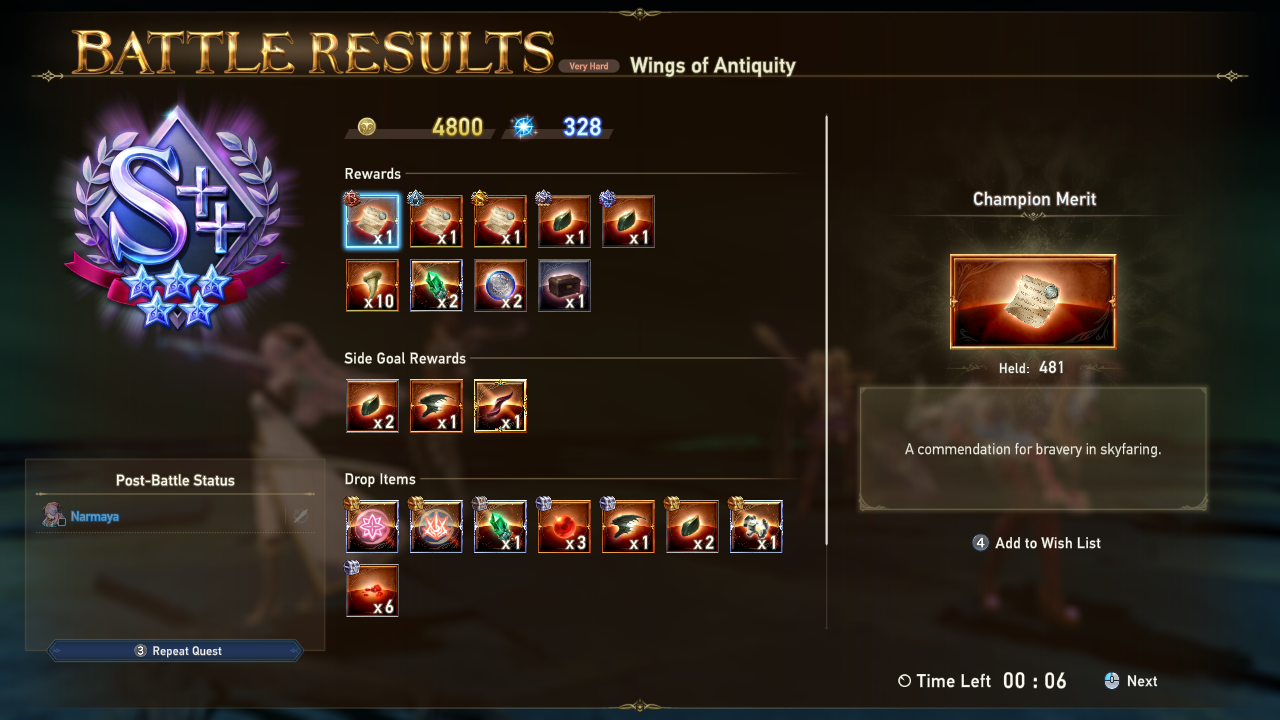 BATTLE RESULTS Very Hard Wings of Antiquity
S++
4800 328
Rewards
x1 x1 x1 x1 x1
x10 x2 x2 x1
Side Goal Rewards
x2 x1 x1
Drop Items
x1 x3 x1 x2 x1
x6
Post-Battle Status
Narmaya
3 Repeat Quest
Champion Merit
Held: 481
A commendation for bravery in skyfaring.
4 Add to Wish List
Time Left 00 : 06 Next